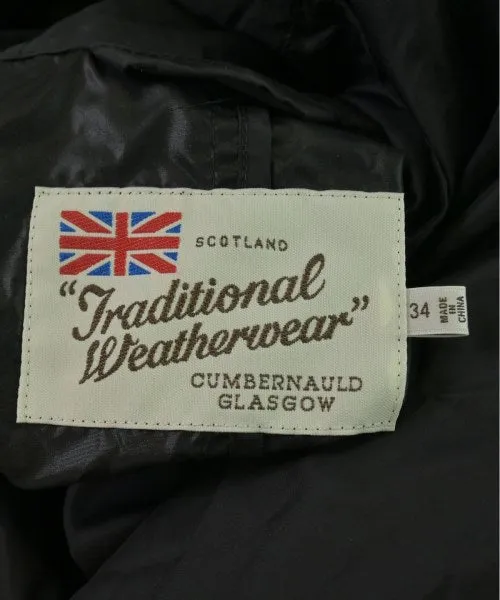 SCOTLAND
"Traditional
Weatherwear"
CUMBERNAULD
GLASGOW
34
MADE
IN
CHINA